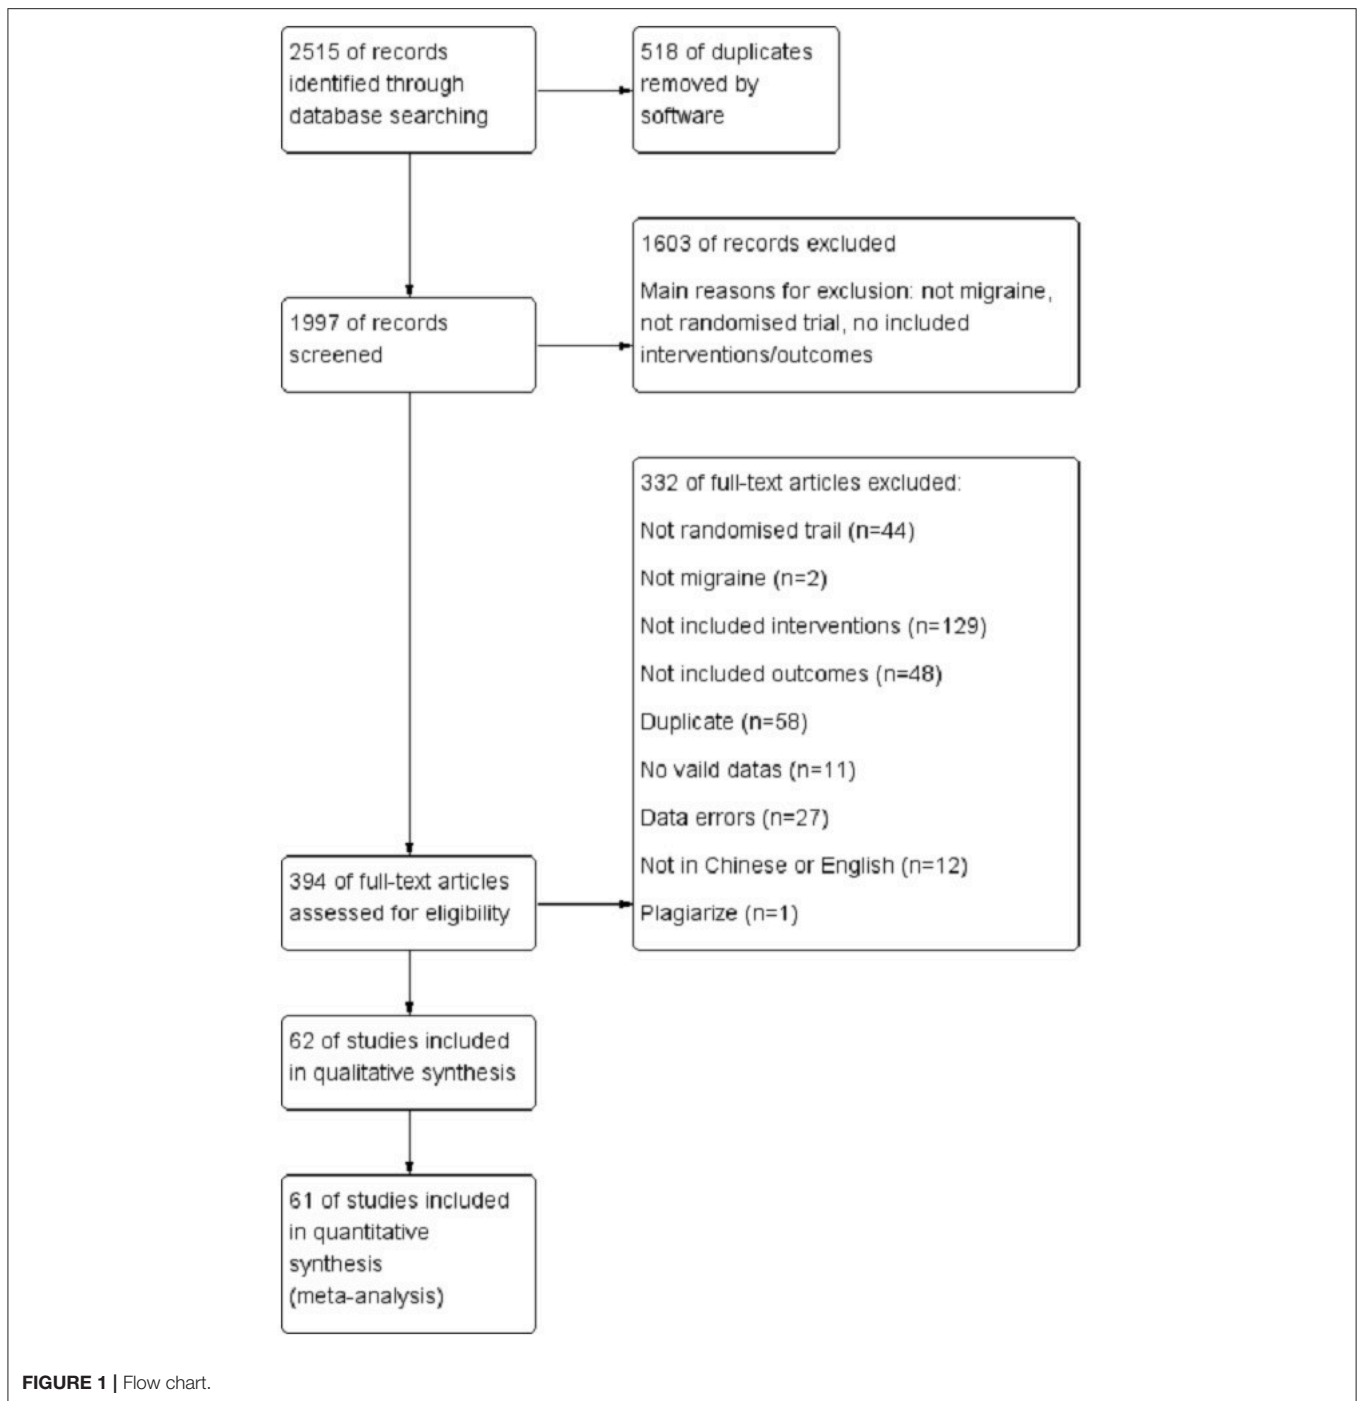 2515 of records
identified through
database searching
518 of duplicates
removed by
software
1603 of records excluded
Main reasons for exclusion: not migraine,
not randomised trial, no included
interventions/outcomes
1997 of records
screened
332 of full-text articles excluded:
Not randomised trail (n=44)
Not migraine (n=2)
Not included interventions (n=129)
Not included outcomes (n=48)
Duplicate (n=58)
No vaild datas (n=11)
Data errors (n=27)
Not in Chinese or English (n=12)
Plagiarize (n=1)
394 of full-text articles
assessed for eligibility
62 of studies included
in qualitative synthesis
61 of studies included
in quantitative
synthesis
(meta-analysis)
FIGURE 1 | Flow chart.